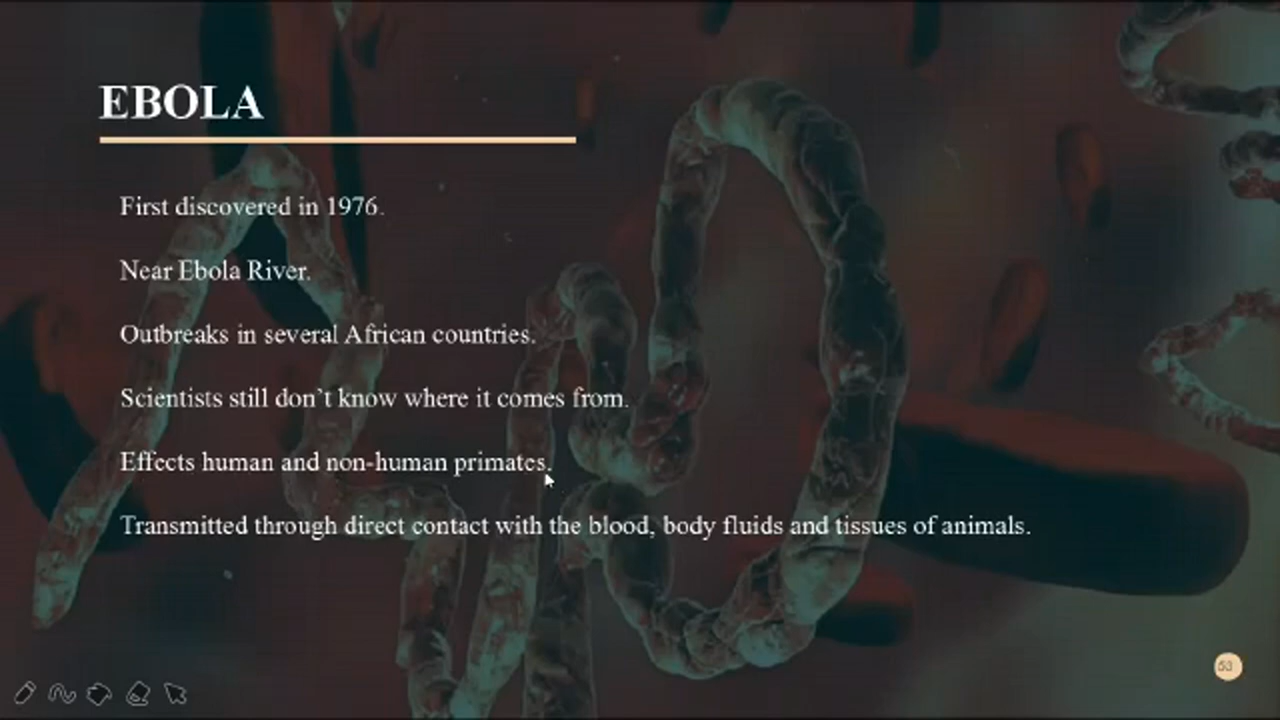 EBOLA
First discovered in 1976.
Near Ebola River.
Outbreaks in several African countries.
Scientists still don’t know where it comes from.
Effects human and non-human primates.
Transmitted through direct contact with the blood, body fluids and tissues of animals.
53